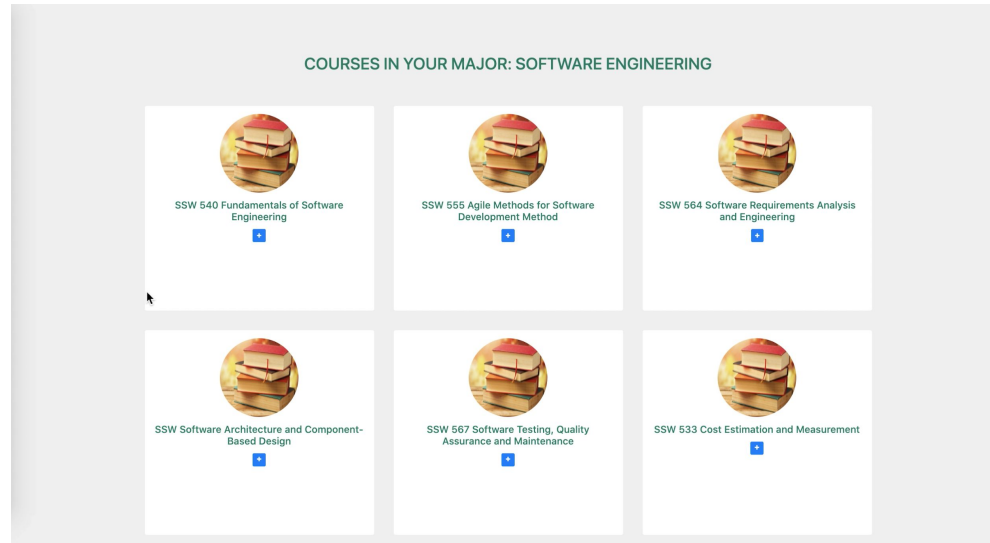 COURSES IN YOUR MAJOR: SOFTWARE ENGINEERING
SSW 540 Fundamentals of Software
Engineering
+
SSW 555 Agile Methods for Software
Development Method
+
SSW 564 Software Requirements Analysis
and Engineering
+
SSW Software Architecture and Component-
Based Design
+
SSW 567 Software Testing, Quality
Assurance and Maintenance
+
SSW 533 Cost Estimation and Measurement
+